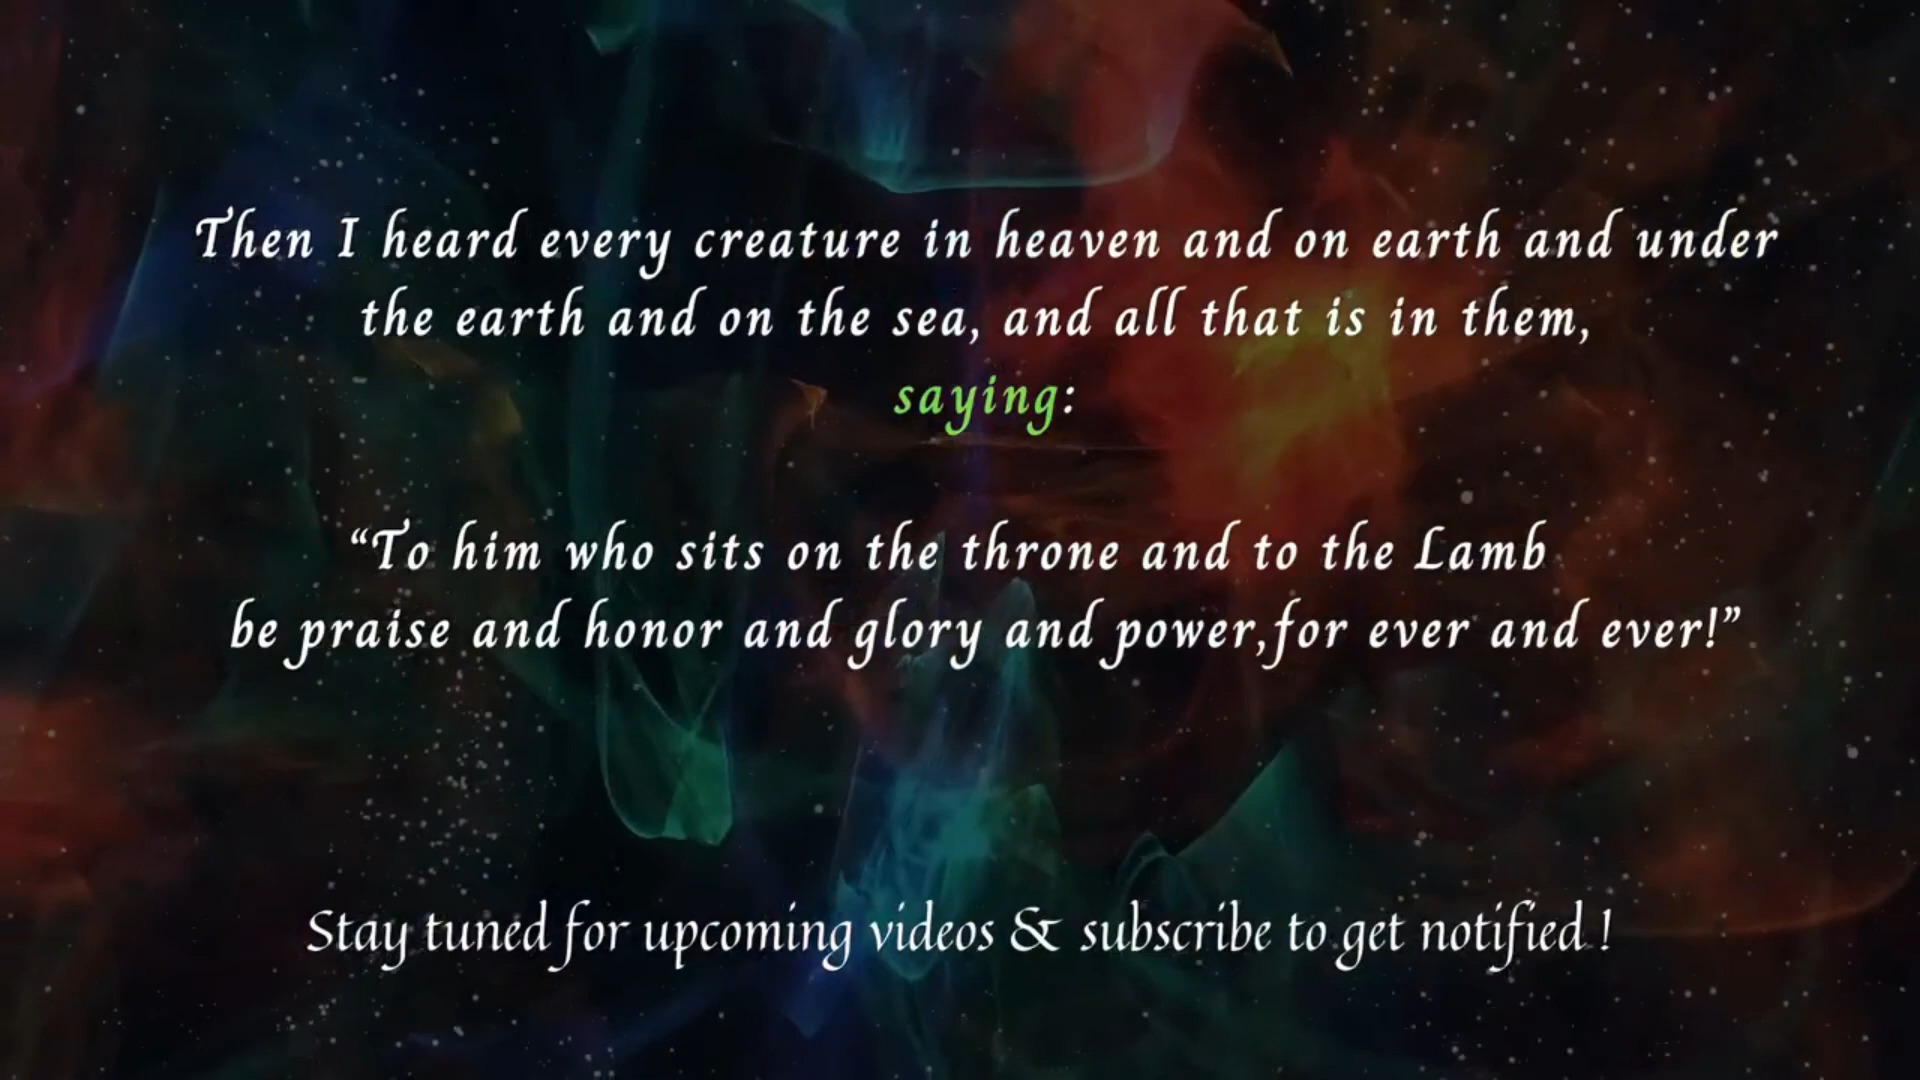 Then I heard every creature in heaven and on earth and under
the earth and on the sea, and all that is in them,
saying:
“To him who sits on the throne and to the Lamb
be praise and honor and glory and power,for ever and ever!”
Stay tuned for upcoming videos & subscribe to get notified !